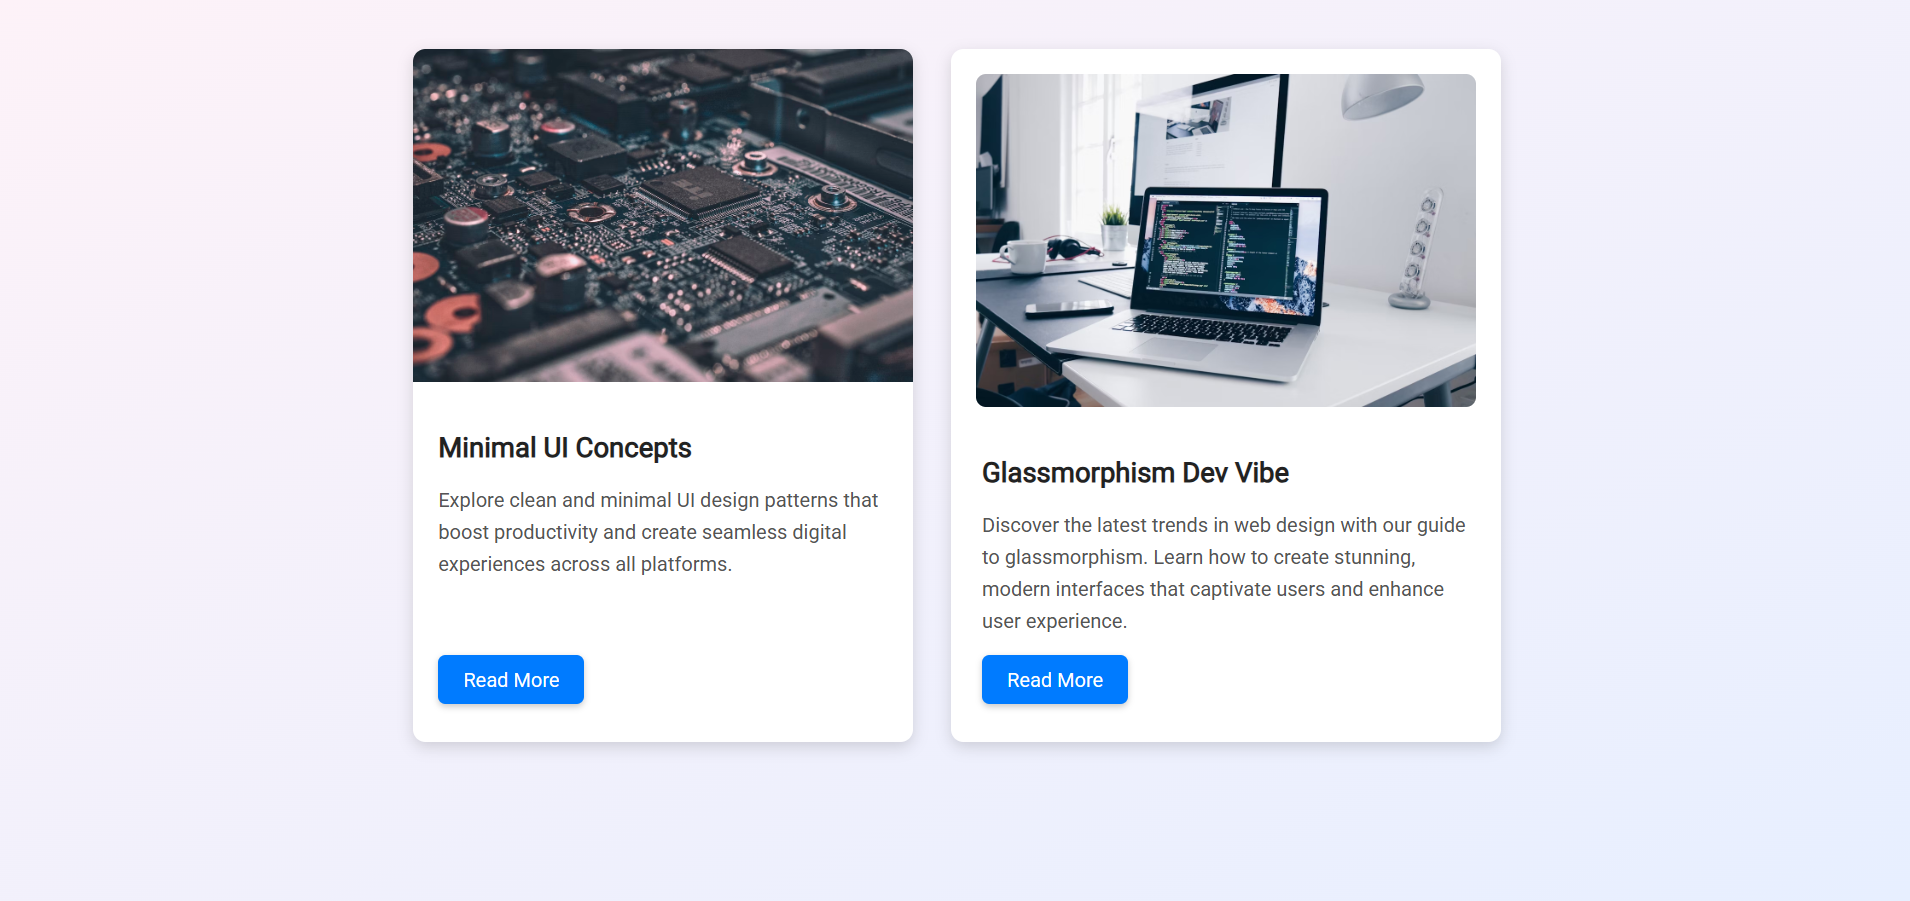 Minimal UI Concepts
Explore clean and minimal UI design patterns that
boost productivity and create seamless digital
experiences across all platforms.
Read More
Glassmorphism Dev Vibe
Discover the latest trends in web design with our guide
to glassmorphism. Learn how to create stunning,
modern interfaces that captivate users and enhance
user experience.
Read More